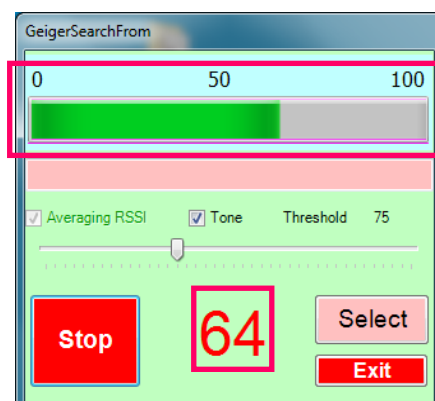 GeigerSearchFrom
0 50 100
Averaging RSSI Tone Threshold 75
Stop 64 Select
Exit